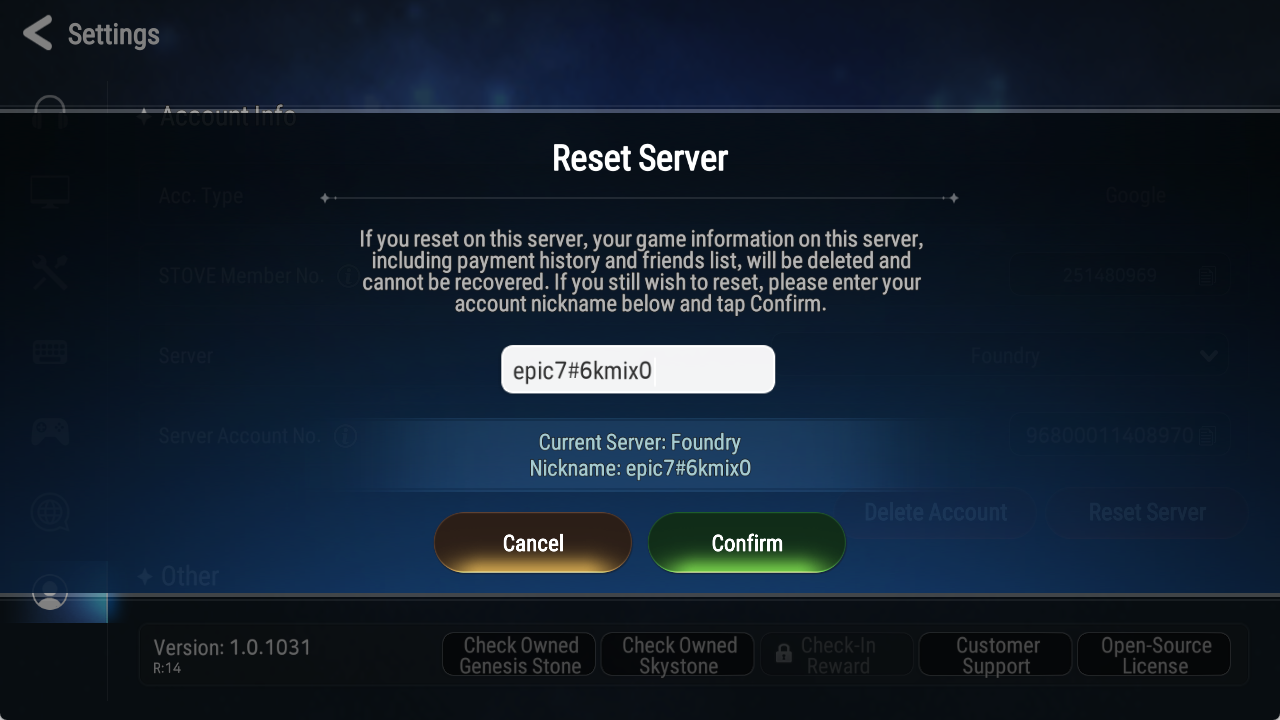 Settings
Account Info
Reset Server
Acc. Type
Google
If you reset on this server, your game information on this server,
including payment history and friends list, will be deleted and
cannot be recovered. If you still wish to reset, please enter your
account nickname below and tap Confirm.
STOVE Member No.
251480969
Server
Foundry
epic7#6kmix0
Server Account No.
96800011408970
Current Server: Foundry
Nickname: epic7#6kmix0
Delete Account
Reset Server
Cancel
Confirm
Other
Version: 1.0.1031
R:14
Check Owned
Genesis Stone
Check Owned
Skystone
Check-In
Reward
Customer
Support
Open-Source
License